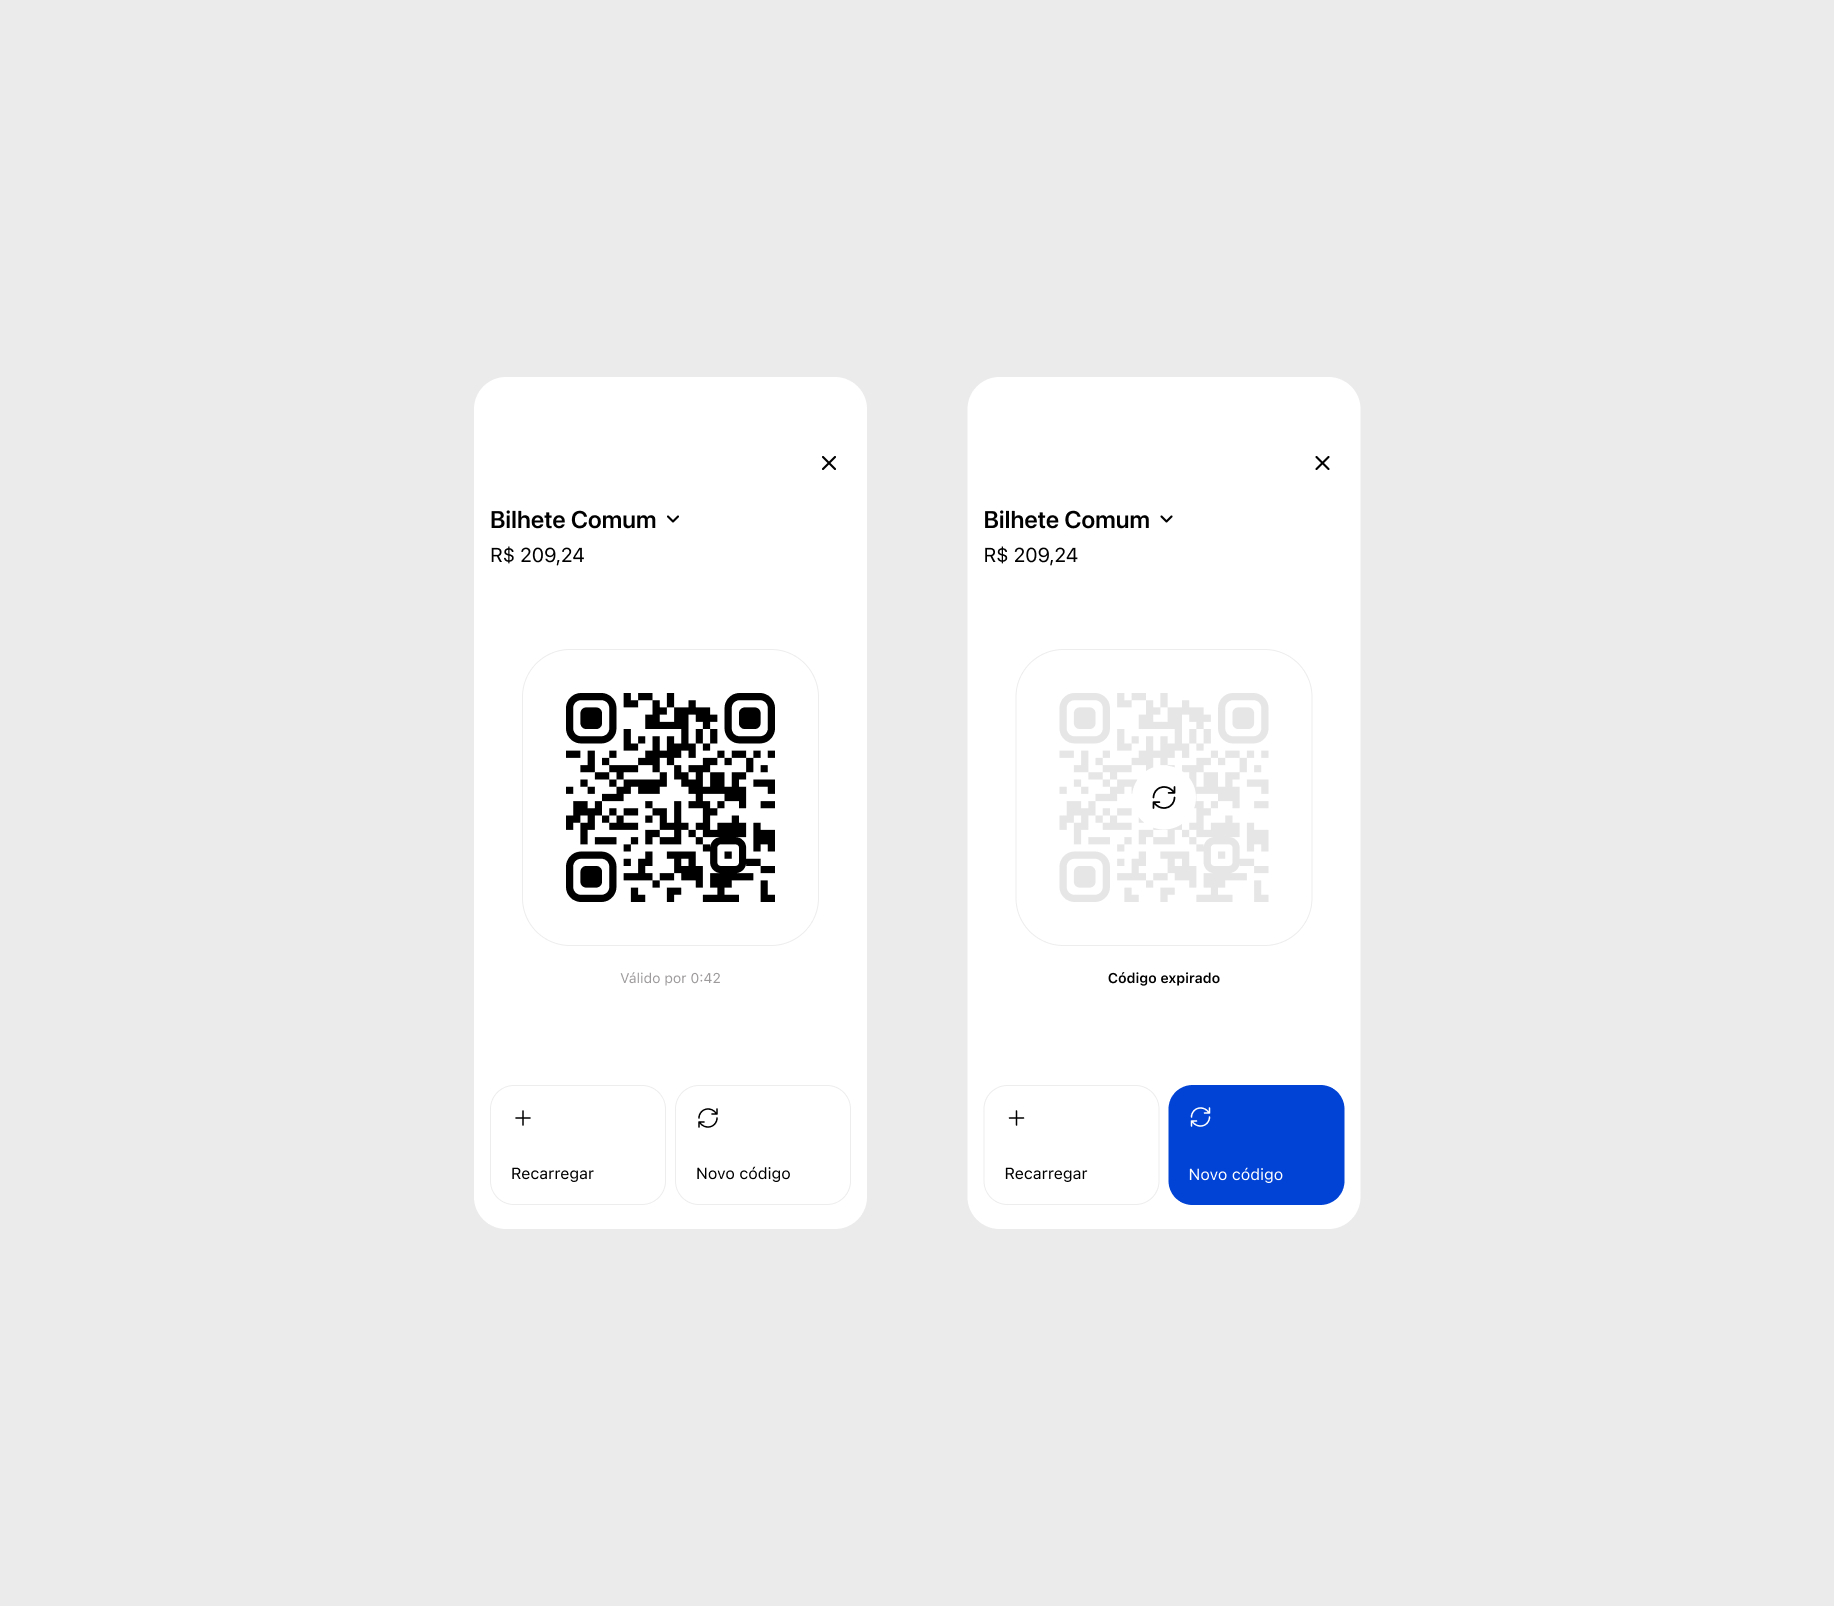 Bilhete Comum
R$ 209,24
Válido por 0:42
Recarregar
Novo código
Bilhete Comum
R$ 209,24
Código expirado
Recarregar
Novo código